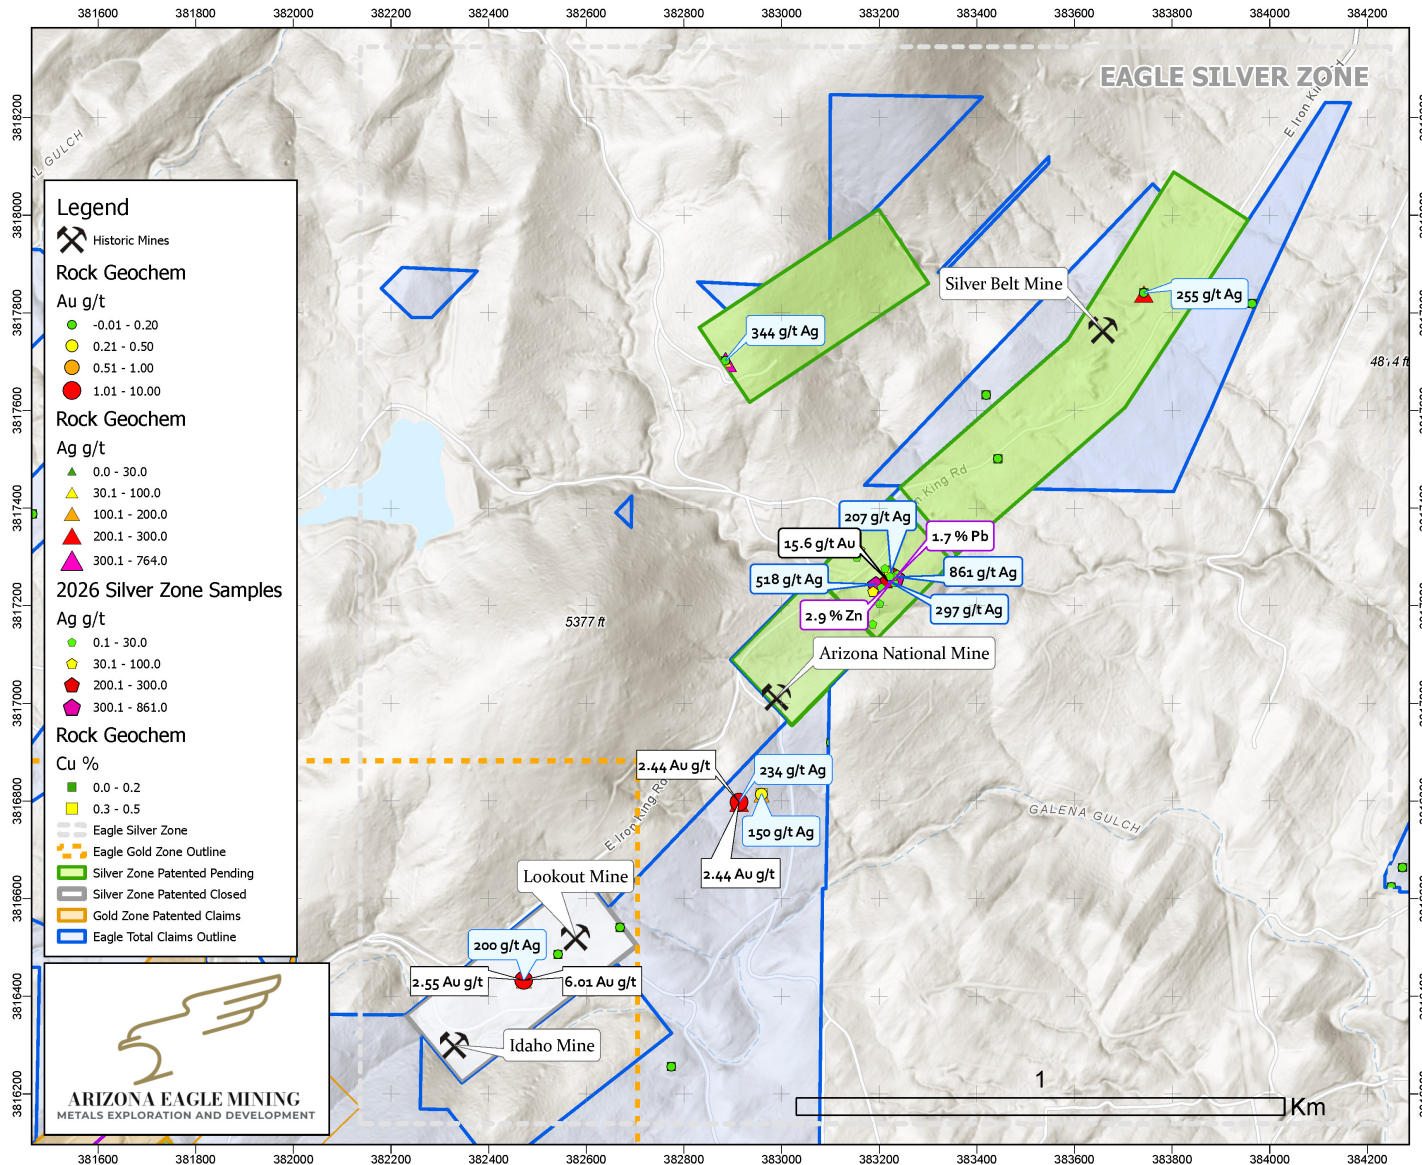 381600 381800 382000 382200 382400 382600 382800 383000 383200 383400 383600 383800 384000 384200
EAGLE SILVER ZONE
E Iron King Rd
3818200
3818000
3817800
3817600
3817400
3817200
3817000
3816800
3816600
3816400
3816200
GULCH
Legend
Historic Mines
Rock Geochem
Au g/t
-0.01 - 0.20
0.21 - 0.50
0.51 - 1.00
1.01 - 10.00
Rock Geochem
Ag g/t
0.0 - 30.0
30.1 - 100.0
100.1 - 200.0
200.1 - 300.0
300.1 - 764.0
2026 Silver Zone Samples
Ag g/t
0.1 - 30.0
30.1 - 100.0
200.1 - 300.0
300.1 - 861.0
Rock Geochem
Cu %
0.0 - 0.2
0.3 - 0.5
Eagle Silver Zone
Eagle Gold Zone Outline
Silver Zone Patented Pending
Silver Zone Patented Closed
Gold Zone Patented Claims
Eagle Total Claims Outline
Silver Belt Mine
255 g/t Ag
344 g/t Ag
ft
King Rd
207 g/t Ag
15.6 g/t Au
1.7 % Pb
518 g/t Ag
861 g/t Ag
2.9 % Zn
297 g/t Ag
5377 ft
Arizona National Mine
2.44 Au g/t
234 g/t Ag
150 g/t Ag
2.44 Au g/t
E Iron King Rd
GALENA GULCH
Lookout Mine
200 g/t Ag
2.55 Au g/t
6.01 Au g/t
Idaho Mine
ARIZONA EAGLE MINING
METALS EXPLORATION AND DEVELOPMENT
1
Km
381600 381800 382000 382200 382400 382600 382800 383000 383200 383400 383600 383800 384000 384200